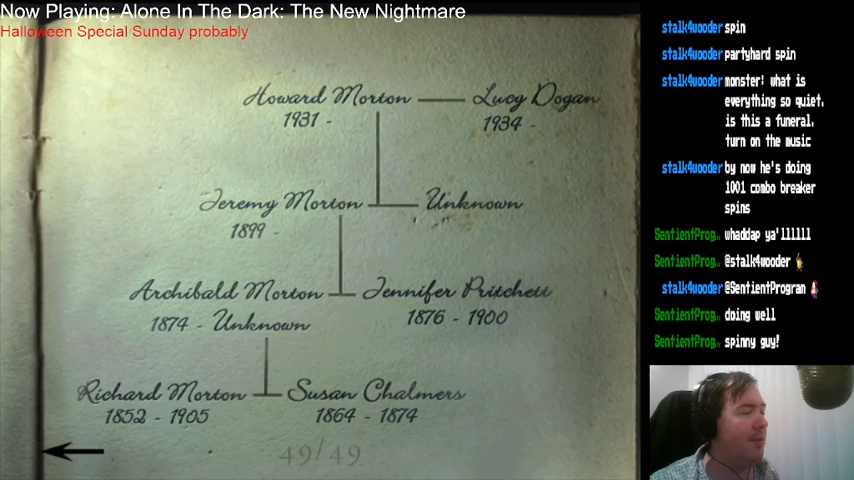 Now Playing: Alone In The Dark: The New Nightmare
Halloween Special Sunday probably
Howard Morton Lucy Dogan
1931 - 1934 -
Jeremy Morton Unknown
1899 -
Archibald Morton Jennifer Pritchett
1874 - Unknown 1876 - 1900
Richard Morton Susan Chalmers
1852 - 1905 1864 - 1874
49/49
stalk4wooder spin
stalk4wooder partyhard spin
stalk4wooder monster: what is
everything so quiet.
is this a funeral.
turn on the music
stalk4wooder by now he's doing
1001 combo breaker
spins
SentientProg.. whaddap ya'llllll
SentientProg.. @stalk4wooder
stalk4wooder @SentientProgran
SentientProg.. doing well
SentientProg.. spinny guy?